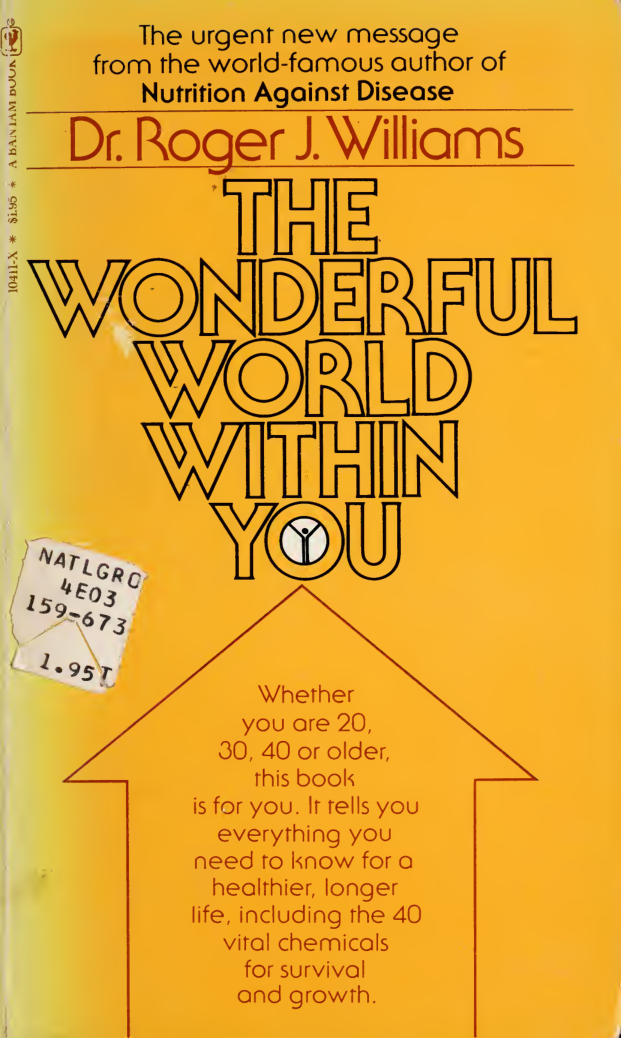 The urgent new message
from the world-famous author of
Nutrition Against Disease
Dr. Roger J. Williams
THE
WONDERFUL
WORLD
WITHIN
YOU
10411-X * $1.95 * A BANTAM BOOK
NATLGRO
4E03
159-673
1.95T
Whether
you are 20,
30, 40 or older,
this book
is for you. It tells you
everything you
need to know for a
healthier, longer
life, including the 40
vital chemicals
for survival
and growth.